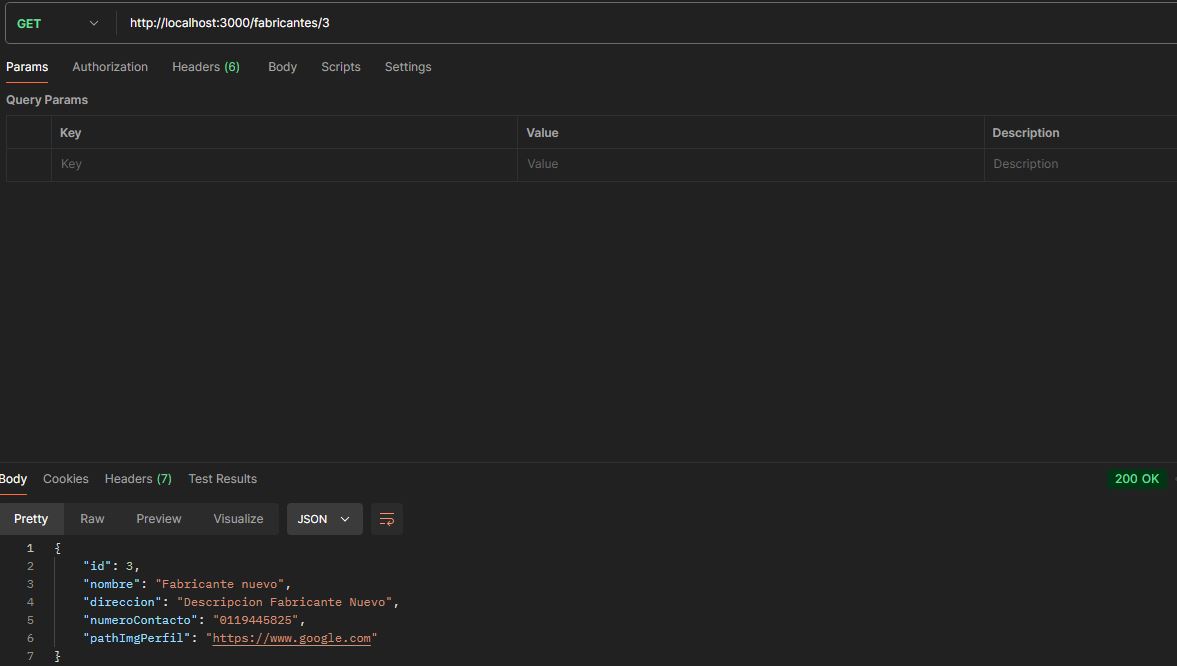 GET http://localhost:3000/fabricantes/3
Params Authorization Headers (6) Body Scripts Settings
Query Params
Key Value Description
Key Value Description
Body Cookies Headers (7) Test Results 200 OK
Pretty Raw Preview Visualize JSON
1 {
2 "id": 3,
3 "nombre": "Fabricante nuevo",
4 "direccion": "Descripcion Fabricante Nuevo",
5 "numeroContacto": "0119445825",
6 "pathImgPerfil": "https://www.google.com"
7 }